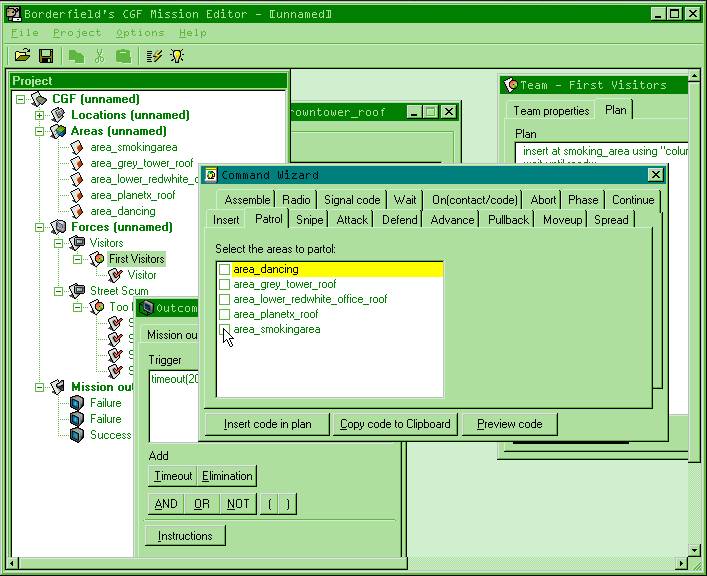 Borderfield's CGF Mission Editor - [unnamed]
File Project Options Help
Project
CGF (unnamed)
Locations (unnamed)
Areas (unnamed)
area_smokingarea
area_grey_tower_roof
area_lower_redwhite_
area_planetx_roof
area_dancing
Forces (unnamed)
Visitors
First Visitors
Visitor
Street Scum
Mission
Failure
Failure
Success
rowntower_roof
Team - First Visitors
Team properties Plan
Plan
insert at smoking_area using "colum
wait until ready
Command Wizard
Assemble Radio Signal code Wait On(contact/code) Abort Phase Continue
Insert Patrol Snipe Attack Defend Advance Pullback Moveup Spread
Select the areas to partol:
area_dancing
area_grey_tower_roof
area_lower_redwhite_office_roof
area_planetx_roof
area_smokingarea
Insert code in plan Copy code to Clipboard Preview code
Outcom
Mission ou
Trigger
timeout(20
Add
Timeout Elimination
AND OR NOT ( )
Instructions